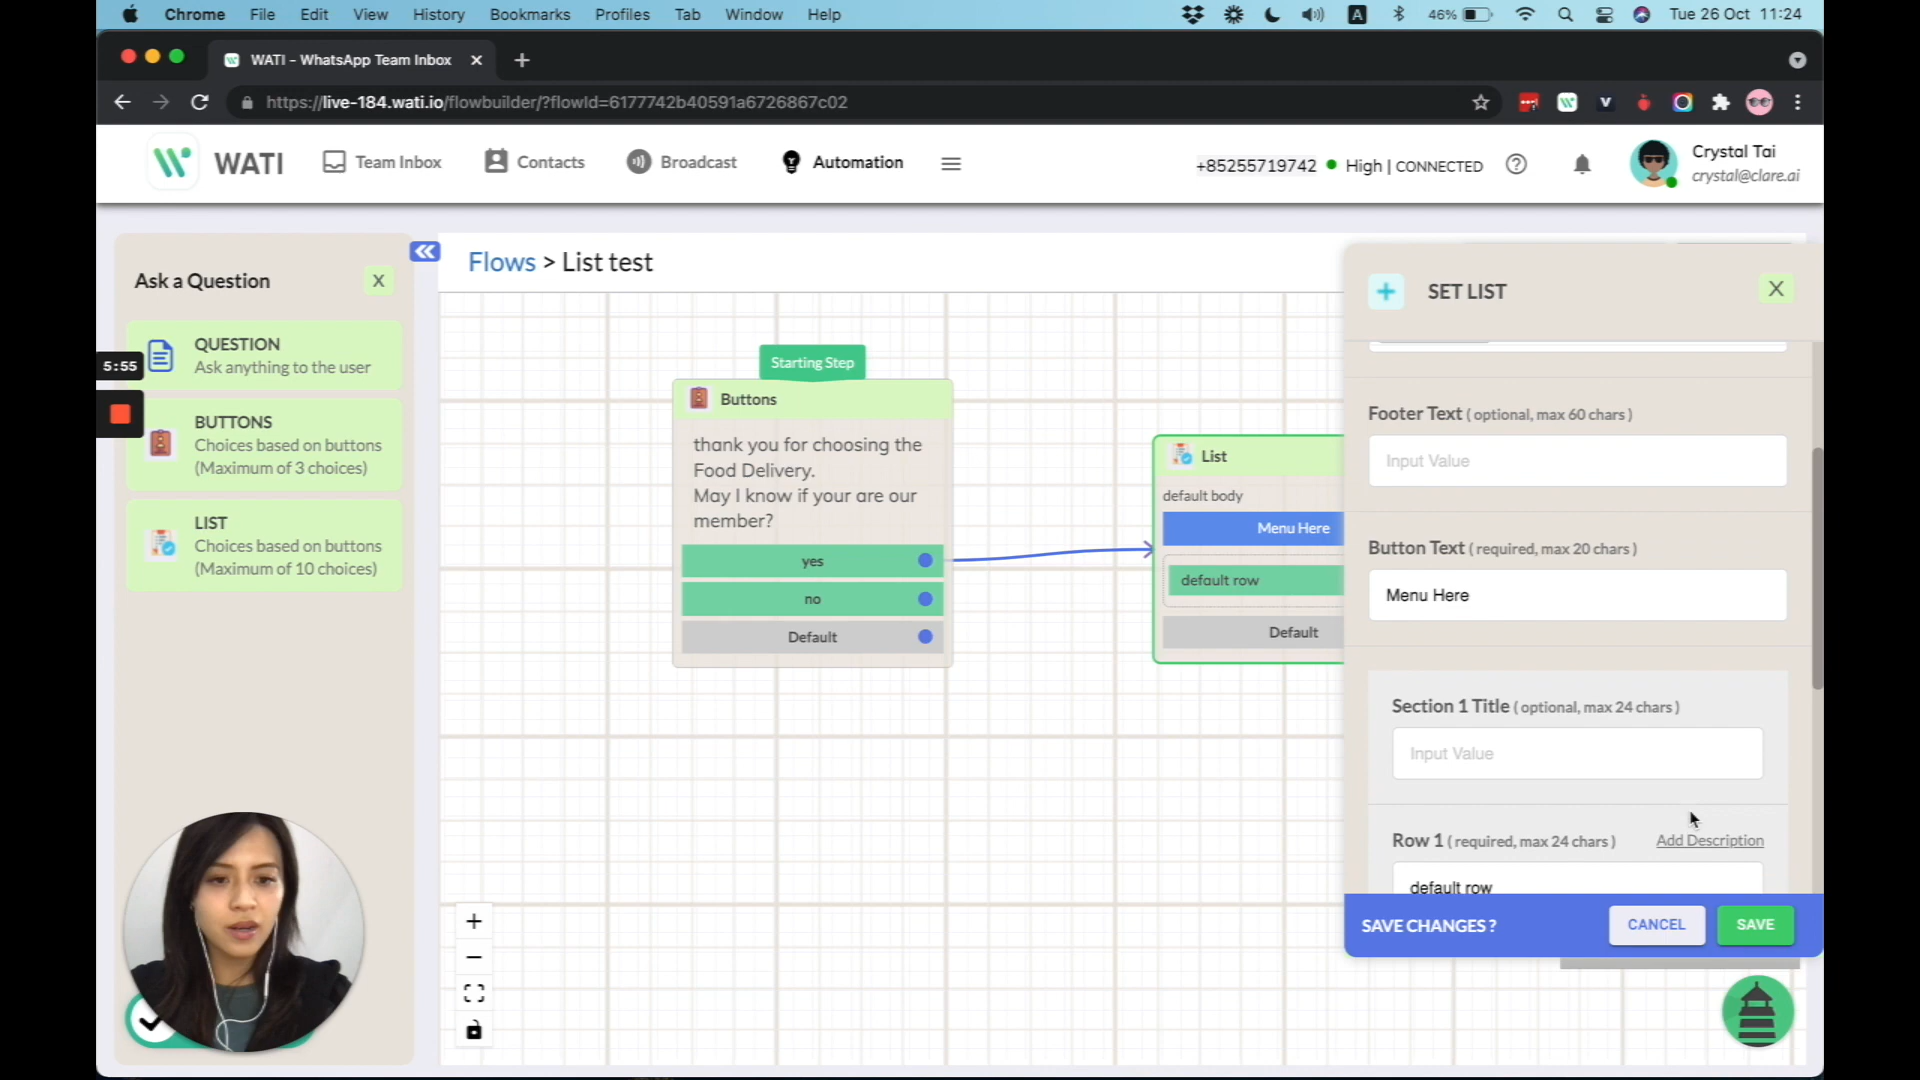 Chrome File Edit View History Bookmarks Profiles Tab Window Help
A 46% Tue 26 Oct 11:24
WATI - WhatsApp Team Inbox
https://live-184.wati.io/flowbuilder/?flowId=6177742b40591a6726867c02
WATI Team Inbox Contacts Broadcast Automation
+85255719742 High | CONNECTED
Crystal Tai
crystal@clare.ai
Ask a Question X
QUESTION
Ask anything to the user
5:55
BUTTONS
Choices based on buttons
(Maximum of 3 choices)
LIST
Choices based on buttons
(Maximum of 10 choices)
Flows > List test
Starting Step
Buttons
thank you for choosing the
Food Delivery.
May I know if your are our
member?
yes
no
Default
List
default body
Menu Here
default row
Default
SET LIST X
Footer Text ( optional, max 60 chars )
Input Value
Button Text ( required, max 20 chars )
Menu Here
Section 1 Title ( optional, max 24 chars )
Input Value
Row 1 ( required, max 24 chars ) Add Description
default row
SAVE CHANGES ? CANCEL SAVE